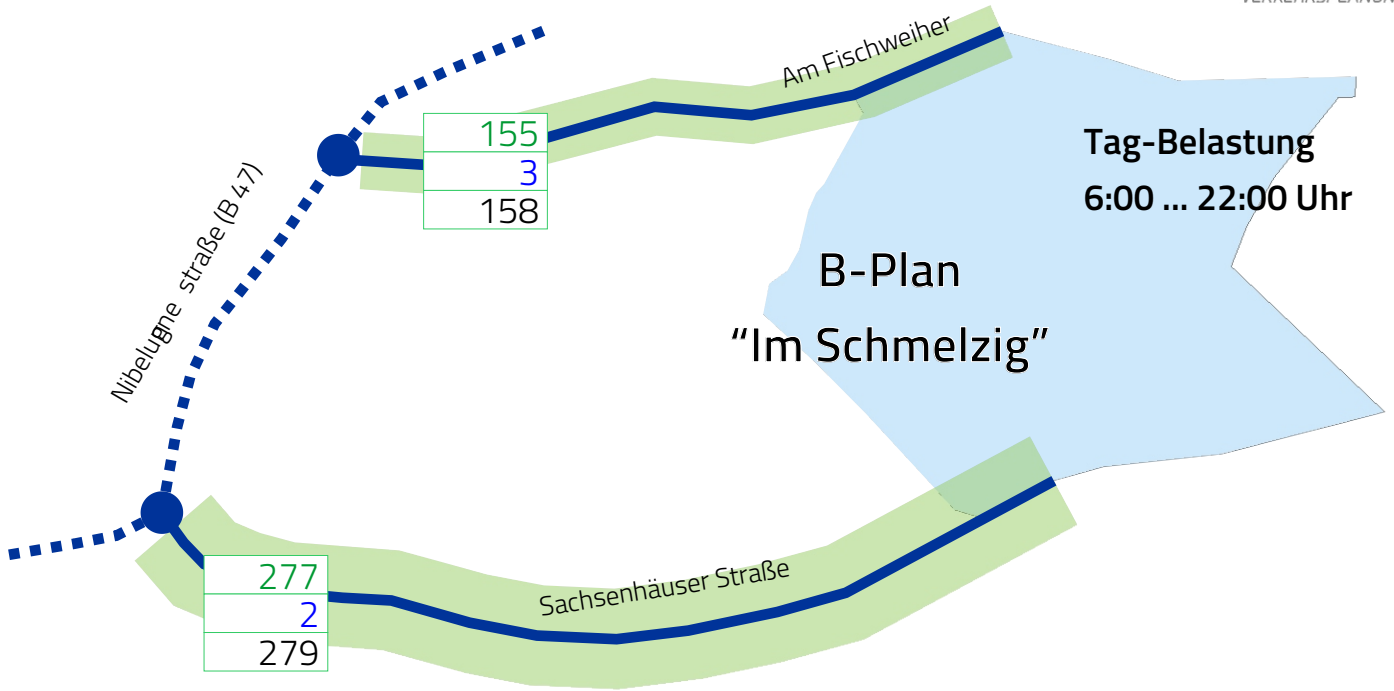 Am Fischweiher
155
3
158
Tag-Belastung
6:00 ... 22:00 Uhr
Nibelugne straße (B 47)
B-Plan
“Im Schmelzig”
277
2
279
Sachsenhäuser Straße